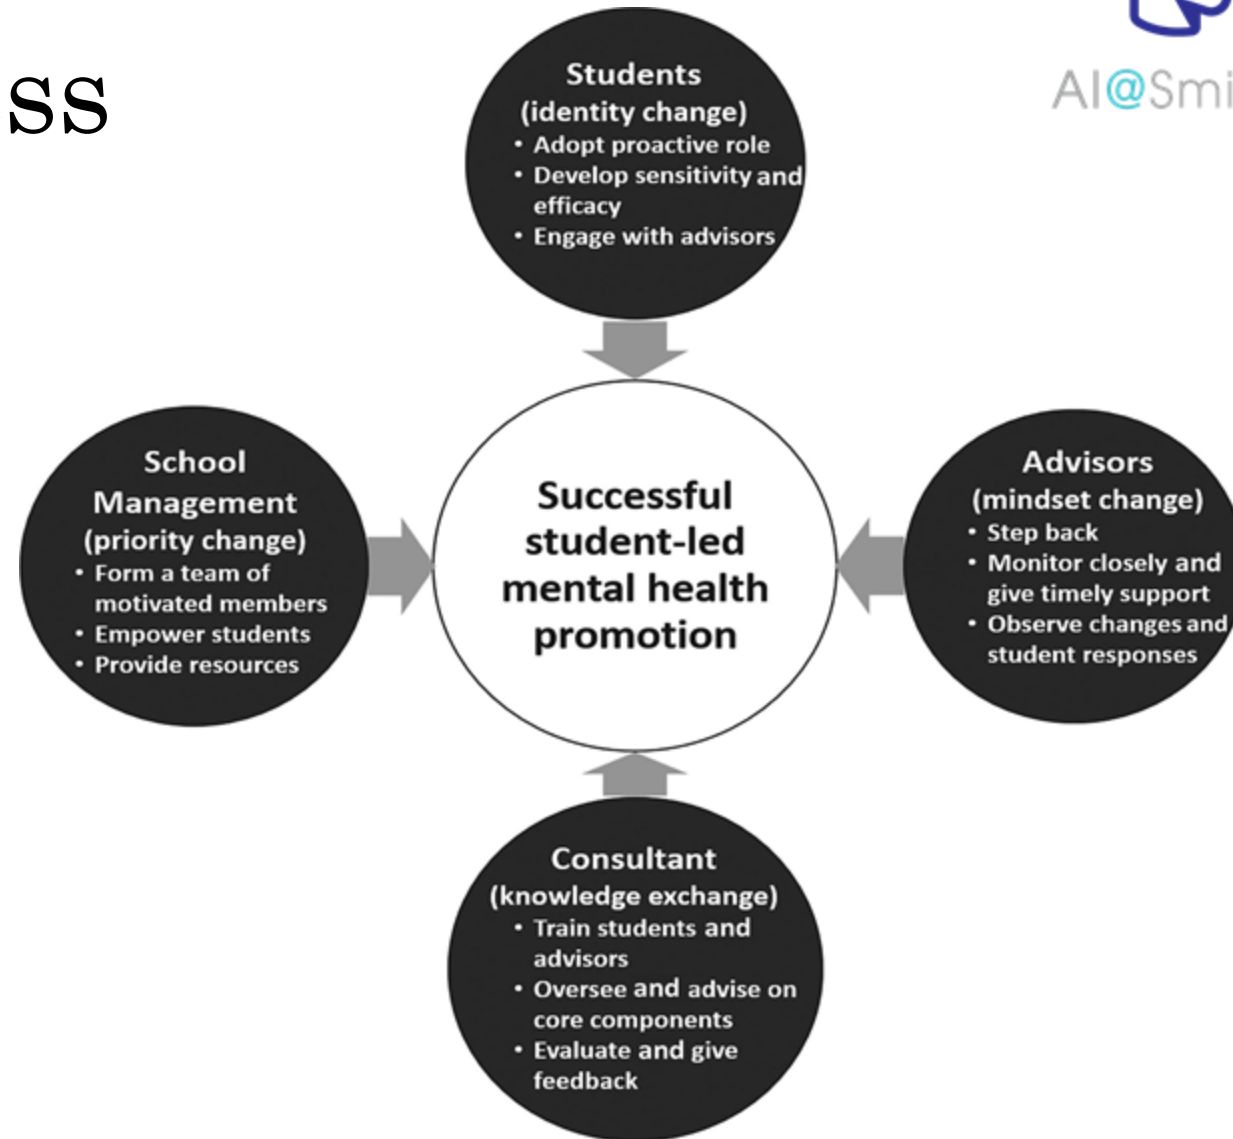 ss
AI@Smi
Students
(identity change)
• Adopt proactive role
• Develop sensitivity and
efficacy
• Engage with advisors
School
Management
(priority change)
• Form a team of
motivated members
• Empower students
• Provide resources
Successful
student-led
mental health
promotion
Advisors
(mindset change)
• Step back
• Monitor closely and
give timely support
• Observe changes and
student responses
Consultant
(knowledge exchange)
• Train students and
advisors
• Oversee and advise on
core components
• Evaluate and give
feedback